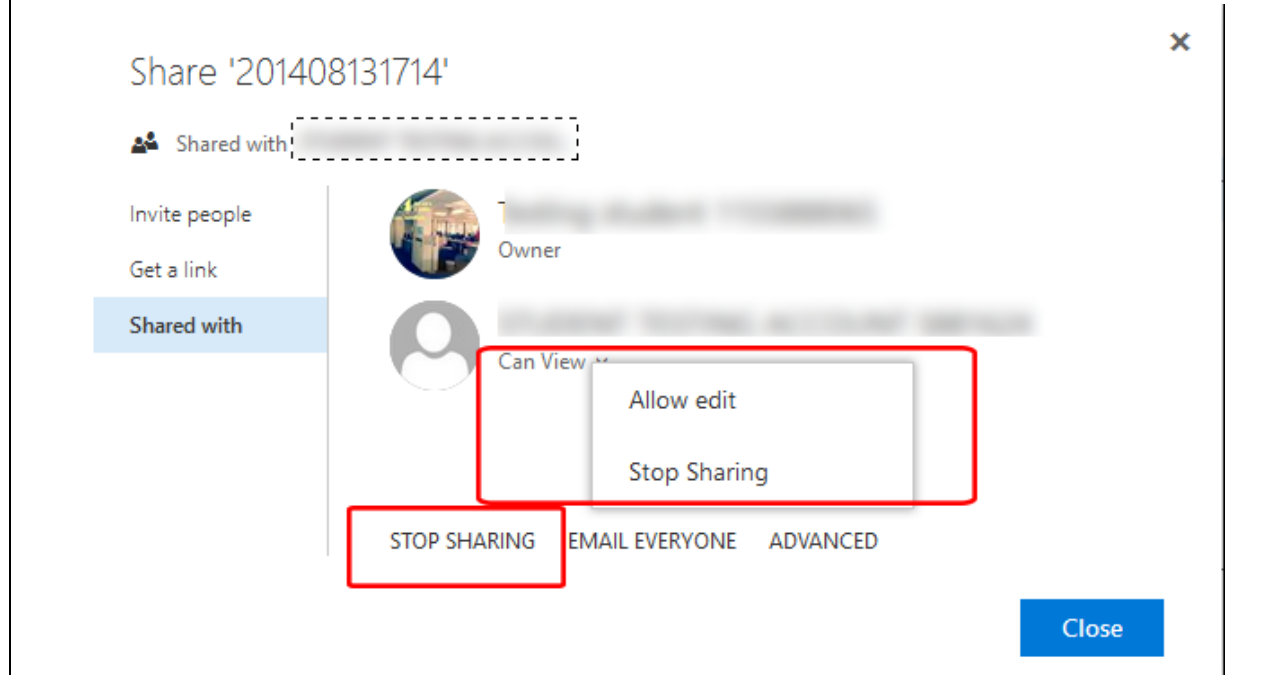 Share '201408131714'
Shared with
Invite people
Get a link
Shared with
Owner
Can View
Allow edit
Stop Sharing
STOP SHARING EMAIL EVERYONE ADVANCED
Close